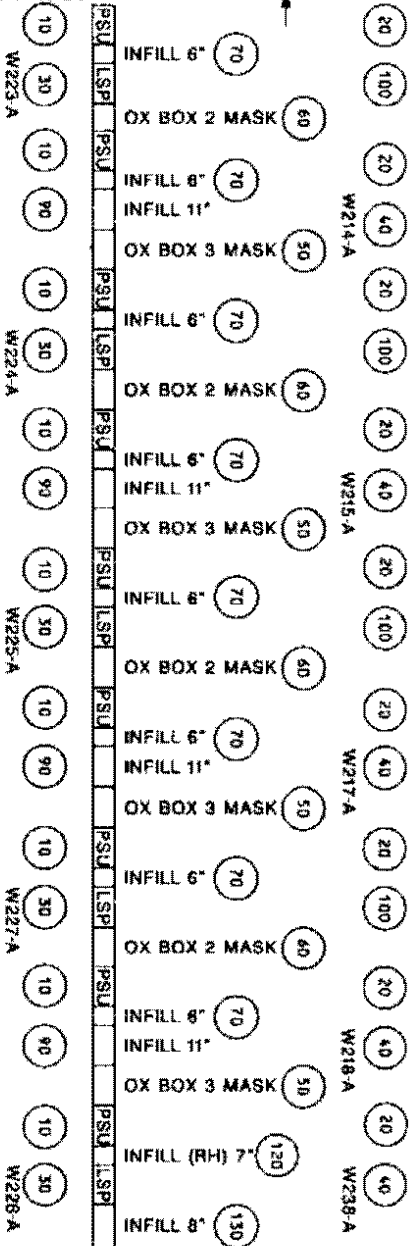 10 PSU 20
INFILL 6" 70
W223-A 30 LSP 100
OX BOX 2 MASK 60
10 PSU 20
INFILL 6" 70
90 INFILL 11" 40 W214-A
OX BOX 3 MASK 50
10 PSU 20
INFILL 6" 70
W224-A 30 LSP 100
OX BOX 2 MASK 60
10 PSU 20
INFILL 6" 70
90 INFILL 11" 40 W215-A
OX BOX 3 MASK 50
10 PSU 20
INFILL 6" 70
W225-A 30 LSP 100
OX BOX 2 MASK 60
10 PSU 20
INFILL 6" 70
90 INFILL 11" 40 W217-A
OX BOX 3 MASK 50
10 PSU 20
INFILL 6" 70
W227-A 30 LSP 100
OX BOX 2 MASK 60
10 PSU 20
INFILL 6" 70
90 INFILL 11" 40 W218-A
OX BOX 3 MASK 50
10 PSU 20
INFILL (RH) 7" 120
W228-A 30 LSP 40 W238-A
INFILL 8" 130